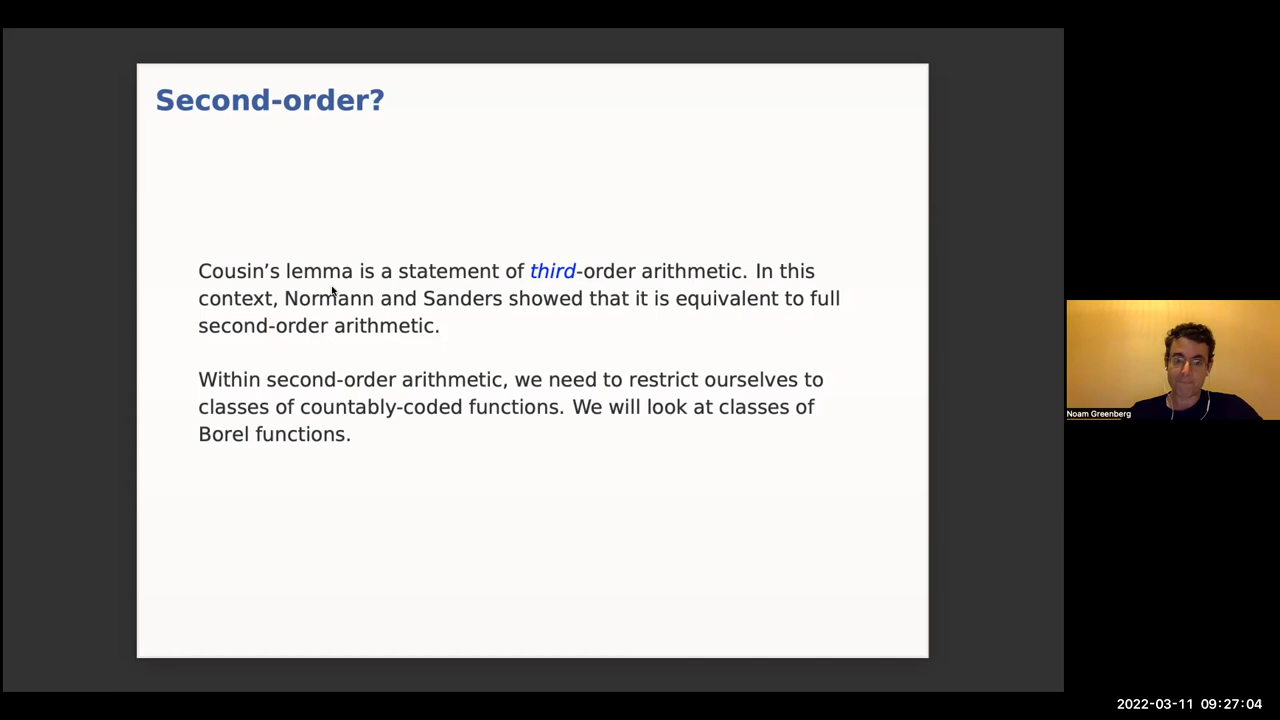 Second-order?
Cousin’s lemma is a statement of third-order arithmetic. In this
context, Normann and Sanders showed that it is equivalent to full
second-order arithmetic.
Within second-order arithmetic, we need to restrict ourselves to
classes of countably-coded functions. We will look at classes of
Borel functions.
Noam Greenberg
2022-03-11 09:27:04